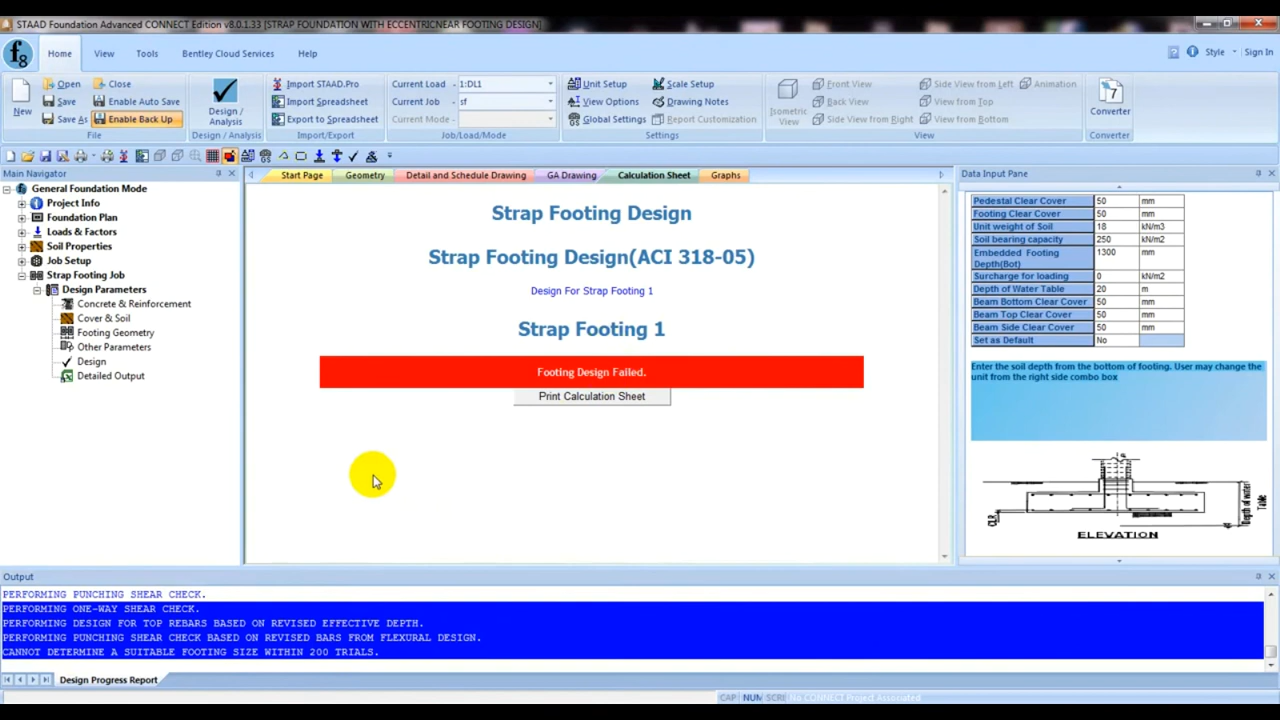 STAAD Foundation Advanced CONNECT Edition v8.0.1.33 [STRAP FOUNDATION WITH ECCENTRICNEAR FOOTING DESIGN]
f8
Home View Tools Bentley Cloud Services Help
Style Sign In
New
Open
Save
Save As
Close
Enable Auto Save
Enable Back Up
File
Design / Analysis
Design / Analysis
Import STAAD.Pro
Import Spreadsheet
Export to Spreadsheet
Import/Export
Current Load - 1:DL1
Current Job - sf
Current Mode -
Job/Load/Mode
Unit Setup
View Options
Global Settings
Scale Setup
Drawing Notes
Report Customization
Settings
Isometric View
Front View
Back View
Side View from Right
Side View from Left
View from Top
View from Bottom
Animation
View
Converter
Converter
Main Navigator
General Foundation Mode
Project Info
Foundation Plan
Loads & Factors
Soil Properties
Job Setup
Strap Footing Job
Design Parameters
Concrete & Reinforcement
Cover & Soil
Footing Geometry
Other Parameters
Design
Detailed Output
Start Page Geometry Detail and Schedule Drawing GA Drawing Calculation Sheet Graphs
Strap Footing Design
Strap Footing Design(ACI 318-05)
Design For Strap Footing 1
Strap Footing 1
Footing Design Failed.
Print Calculation Sheet
Data Input Pane
Pedestal Clear Cover 50 mm
Footing Clear Cover 50 mm
Unit weight of Soil 18 kN/m3
Soil bearing capacity 250 kN/m2
Embedded Footing Depth(Bot) 1300 mm
Surcharge for loading 0 kN/m2
Depth of Water Table 20 m
Beam Bottom Clear Cover 50 mm
Beam Top Clear Cover 50 mm
Beam Side Clear Cover 50 mm
Set as Default No
Enter the soil depth from the bottom of footing. User may change the
unit from the right side combo box
CLR
Depth of water Table
ELEVATION
Output
PERFORMING PUNCHING SHEAR CHECK.
PERFORMING ONE-WAY SHEAR CHECK.
PERFORMING DESIGN FOR TOP REBARS BASED ON REVISED EFFECTIVE DEPTH.
PERFORMING PUNCHING SHEAR CHECK BASED ON REVISED BARS FROM FLEXURAL DESIGN.
CANNOT DETERMINE A SUITABLE FOOTING SIZE WITHIN 200 TRIALS.
Design Progress Report
CAP NUM SCRL No CONNECT Project Associated